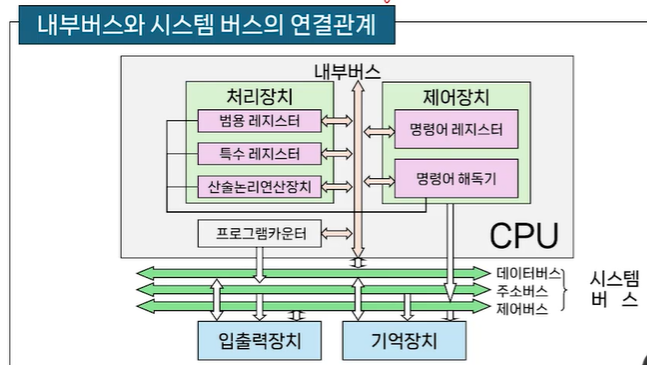 내부버스와 시스템 버스의 연결관계
내부버스
처리장치
범용 레지스터
특수 레지스터
산술논리연산장치
프로그램카운터
제어장치
명령어 레지스터
명령어 해독기
CPU
데이터버스
주소버스
제어버스
시스템
버 스
입출력장치
기억장치